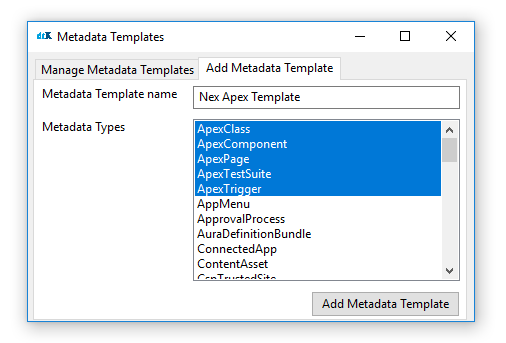 Metadata Templates
Manage Metadata Templates Add Metadata Template
Metadata Template name Nex Apex Template
Metadata Types
ApexClass
ApexComponent
ApexPage
ApexTestSuite
ApexTrigger
AppMenu
ApprovalProcess
AuraDefinitionBundle
ConnectedApp
ContentAsset
CspTrustedSite
Add Metadata Template